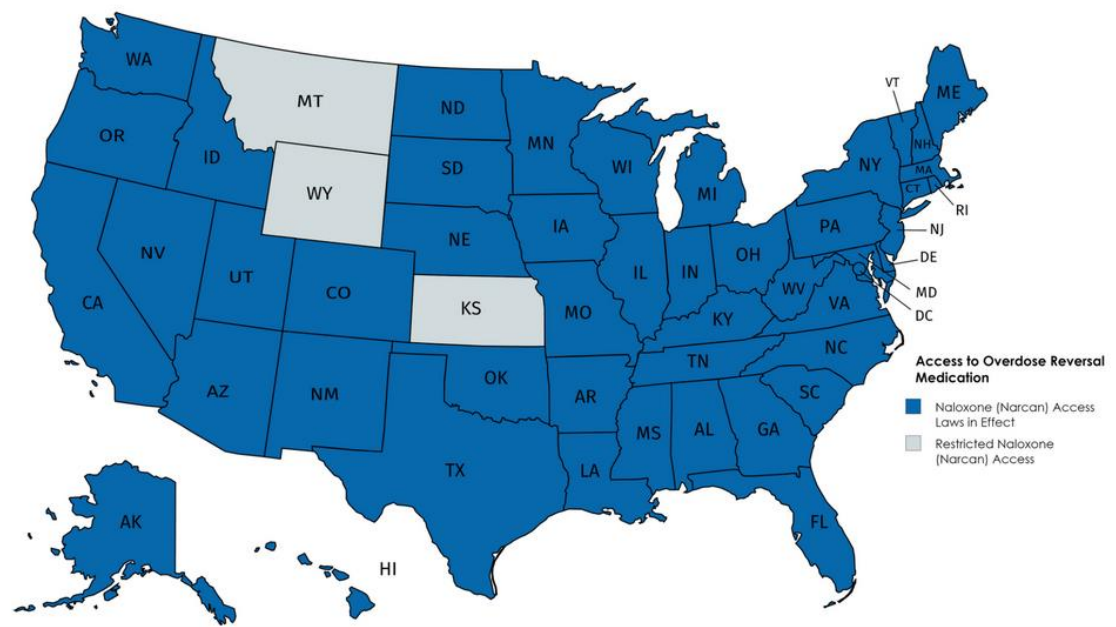 WA
MT
ND
MN
ME
VT
NH
OR
ID
SD
WI
NY
MA
WY
MI
CT
RI
NE
IA
PA
NJ
NV
UT
CO
IL
IN
OH
DE
CA
KS
MO
WV
VA
MD
DC
KY
AZ
NM
OK
AR
TN
NC
SC
MS
AL
GA
TX
LA
FL
AK
HI
Access to Overdose Reversal
Medication
Naloxone (Narcan) Access
Laws in Effect
Restricted Naloxone
(Narcan) Access